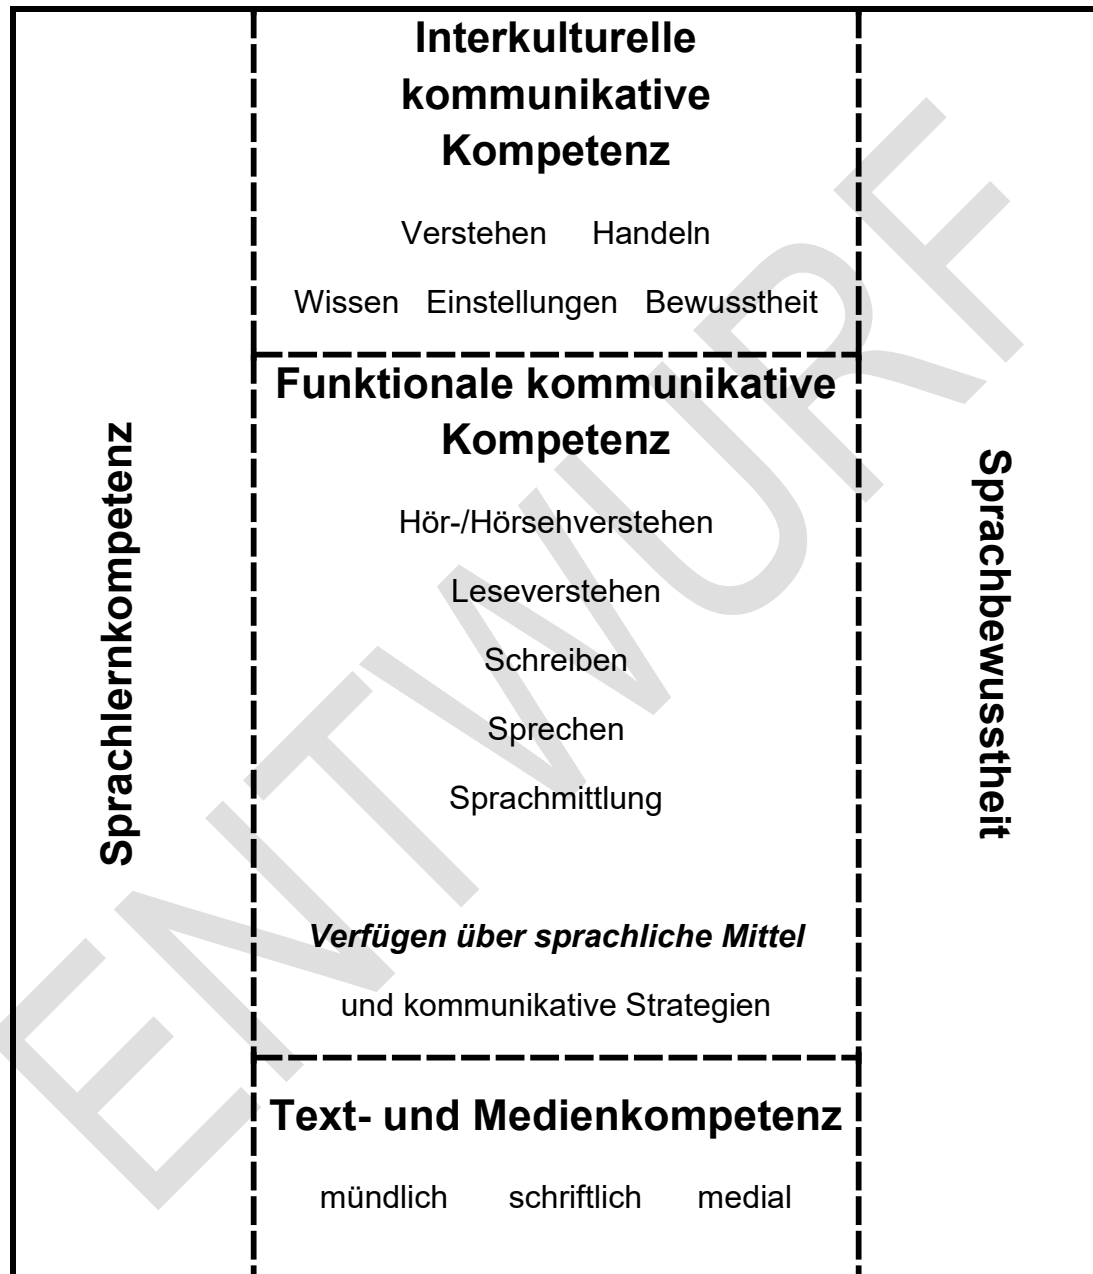 Interkulturelle
kommunikative
Kompetenz
Verstehen Handeln
Wissen Einstellungen Bewusstheit
Funktionale kommunikative
Kompetenz
Hör-/Hörsehverstehen
Leseverstehen
Schreiben
Sprechen
Sprachmittlung
Verfügen über sprachliche Mittel
und kommunikative Strategien
Text- und Medienkompetenz
mündlich schriftlich medial
Sprachlernkompetenz
Sprachbewusstheit
ENTWURF